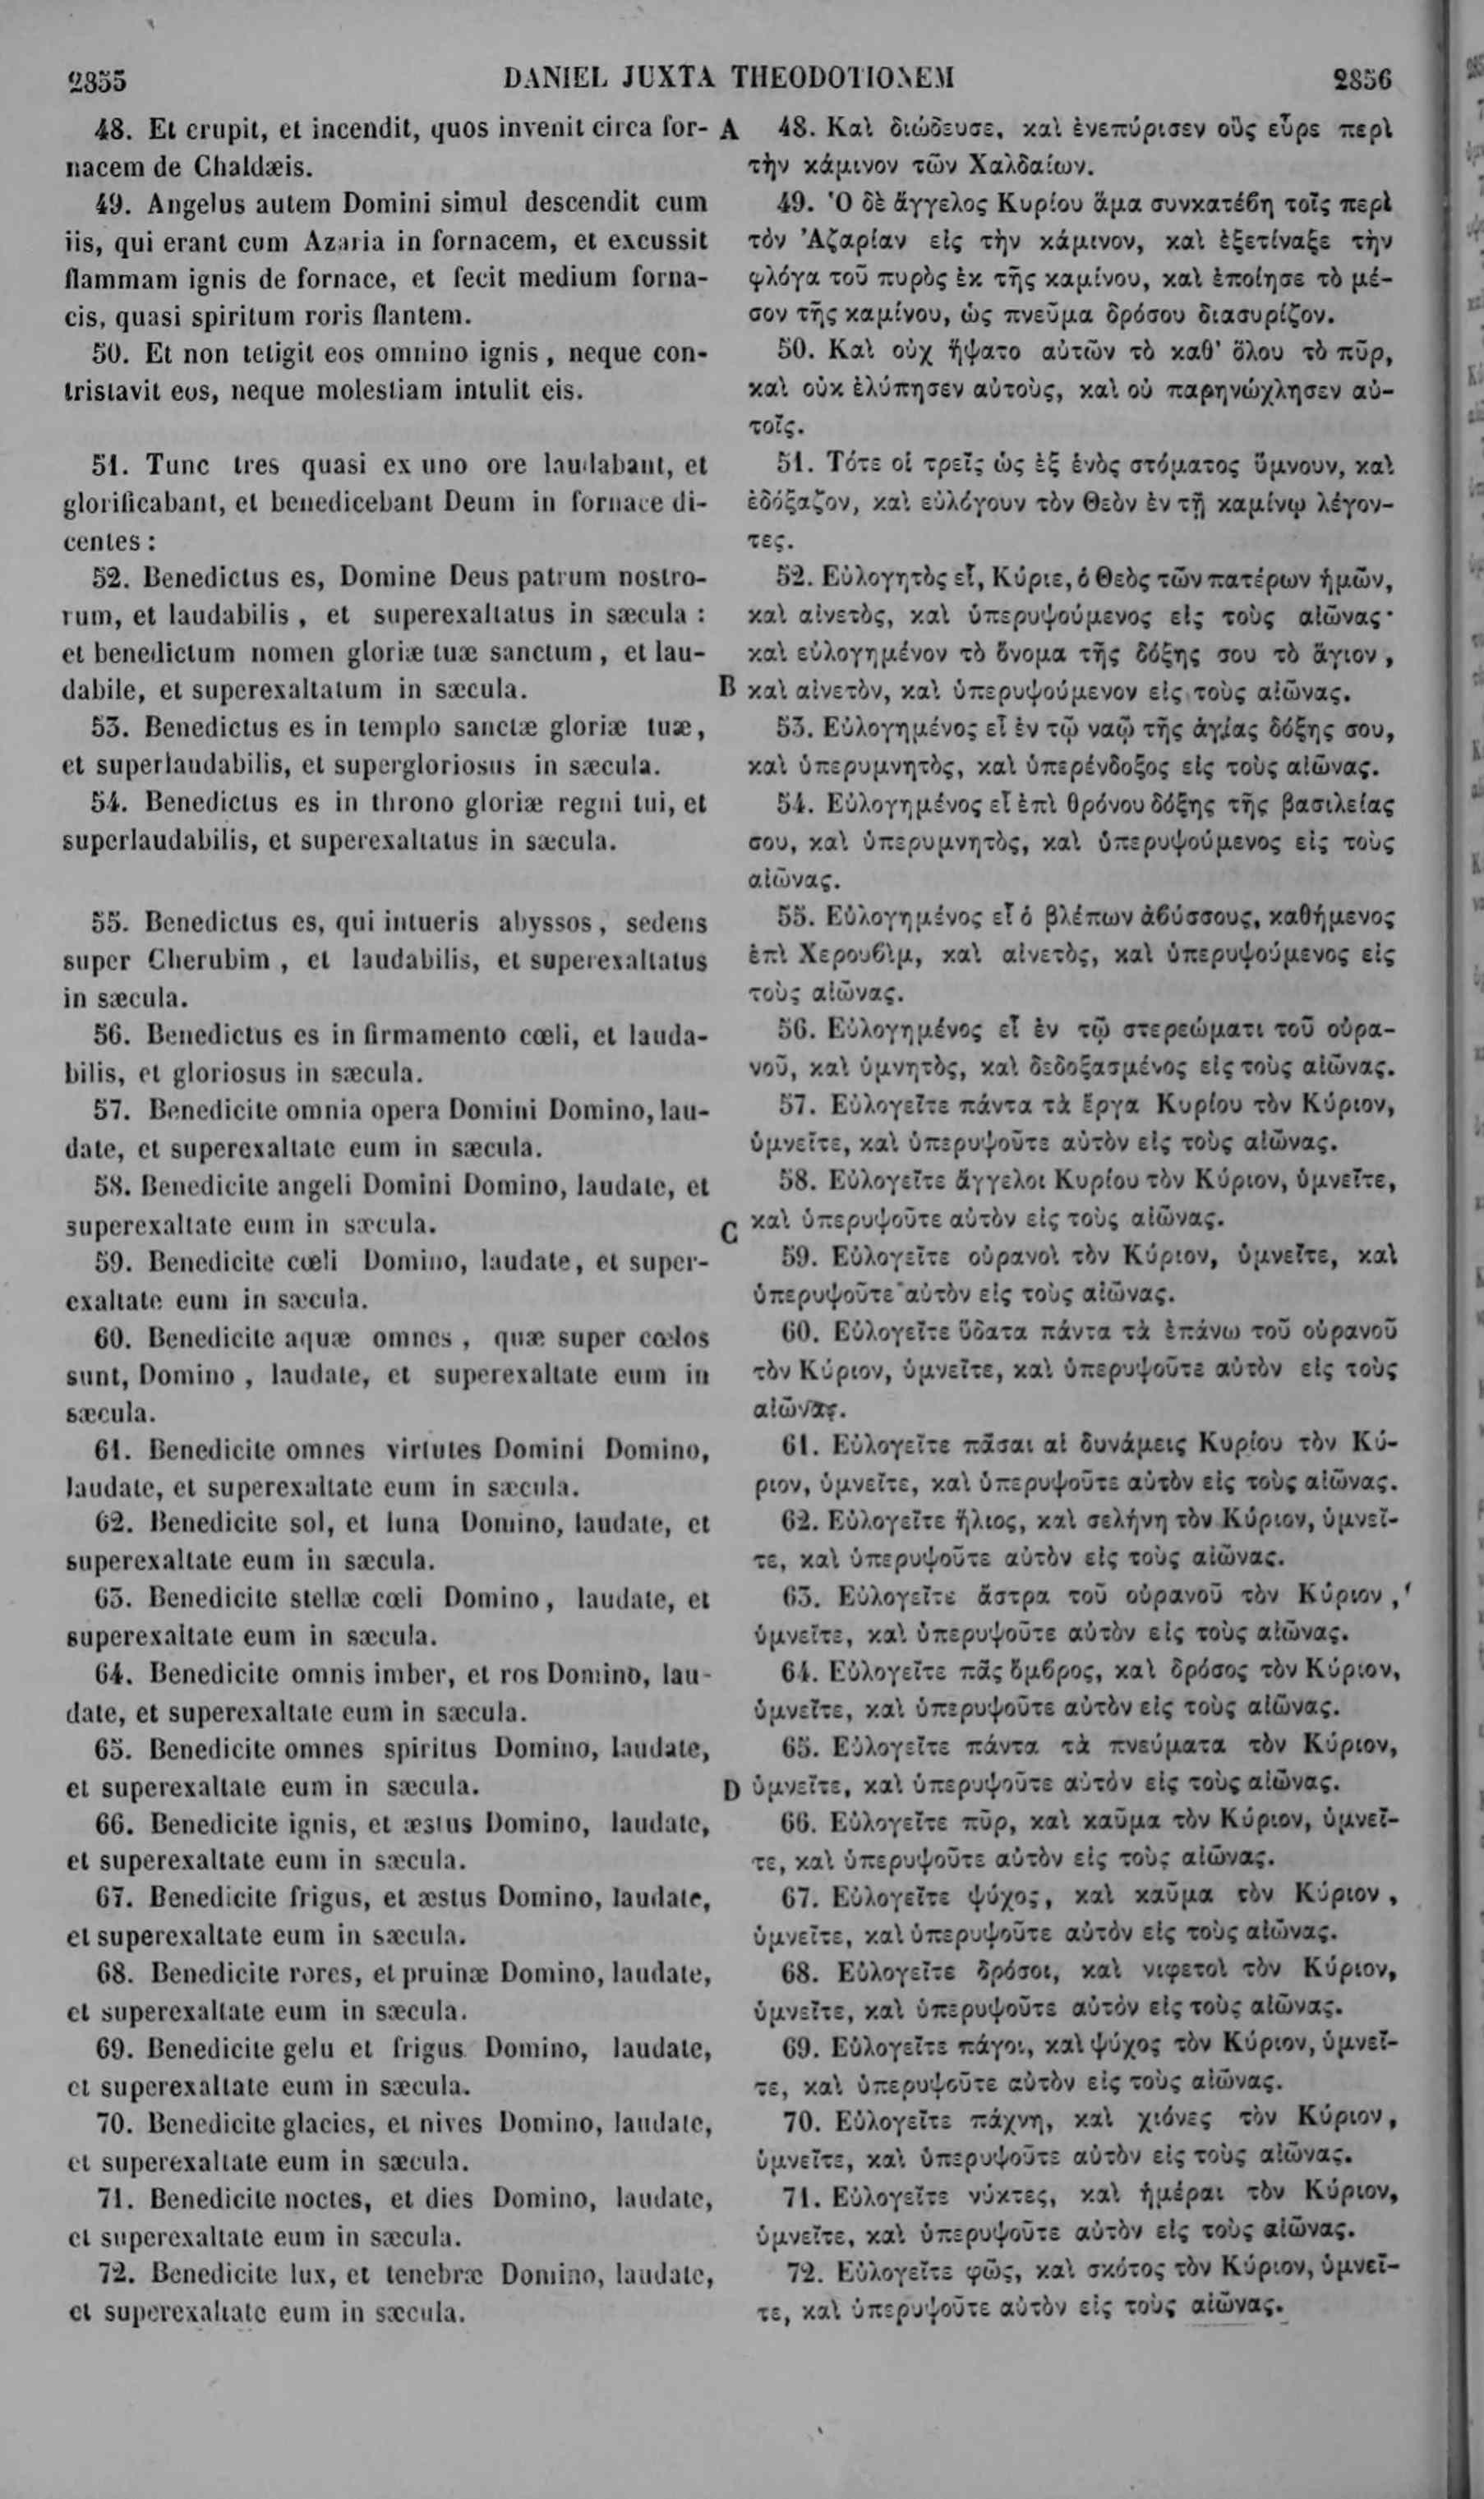 2855
DANIEL JUXTA THEODOTIONEM
2856
48. Et erupit, et incendit, quos invenit circa for-
nacem de Chaldæis.
49. Angelus autem Domini simul descendit cum
iis, qui erant cum Azaria in fornacem, et excussit
flammam ignis de fornace, et fecit medium forna-
cis, quasi spiritum roris flantem.
50. Et non tetigit eos omnino ignis, neque con-
tristavit eos, neque molestiam intulit eis.
51. Tunc tres quasi ex uno ore laudabant, et
glorificabant, et benedicebant Deum in fornace di-
centes :
52. Benedictus es, Domine Deus patrum nostro-
rum, et laudabilis, et superexaltatus in sæcula :
et benedictum nomen gloriæ tuæ sanctum, et lau-
dabile, et superexaltatum in sæcula.
53. Benedictus es in templo sanctæ gloriæ tuæ,
et superlaudabilis, et supergloriosus in sæcula.
54. Benedictus es in throno gloriæ regni tui, et
superlaudabilis, et superexaltatus in sæcula.
55. Benedictus es, qui intueris abyssos, sedens
super Cherubim, et laudabilis, et superexaltatus
in sæcula.
56. Benedictus es in firmamento cœli, et lauda-
bilis, et gloriosus in sæcula.
57. Benedicite omnia opera Domini Domino, lau-
date, et superexaltate eum in sæcula.
58. Benedicite angeli Domini Domino, laudate, et
superexaltate eum in sæcula.
59. Benedicite cœli Domino, laudate, et super-
exaltate eum in sæcula.
60. Benedicite aquæ omnes, quæ super cœlos
sunt, Domino, laudate, et superexaltate eum in
sæcula.
61. Benedicite omnes virtutes Domini Domino,
laudate, et superexaltate eum in sæcula.
62. Benedicite sol, et luna Domino, laudate, et
superexaltate eum in sæcula.
63. Benedicite stellæ cœli Domino, laudate, et
superexaltate eum in sæcula.
64. Benedicite omnis imber, et ros Domino, lau-
date, et superexaltate eum in sæcula.
65. Benedicite omnes spiritus Domino, laudate,
et superexaltate eum in sæcula.
66. Benedicite ignis, et æstus Domino, laudate,
et superexaltate eum in sæcula.
67. Benedicite frigus, et æstus Domino, laudate,
et superexaltate eum in sæcula.
68. Benedicite rores, et pruinæ Domino, laudate,
et superexaltate eum in sæcula.
69. Benedicite gelu et frigus Domino, laudate,
et superexaltate eum in sæcula.
70. Benedicite glacies, et nives Domino, laudate,
et superexaltate eum in sæcula.
71. Benedicite noctes, et dies Domino, laudate,
et superexaltate eum in sæcula.
72. Benedicite lux, et tenebræ Domino, laudate,
et superexaltate eum in sæcula.
A
B
C
D
48. Καὶ διώδευσε, καὶ ἐνεπύρισεν οὓς εὗρε περὶ
τὴν κάμινον τῶν Χαλδαίων.
49. Ὁ δὲ ἄγγελος Κυρίου ἅμα συνκατέϐη τοῖς περὶ
τὸν Ἀζαρίαν εἰς τὴν κάμινον, καὶ ἐξετίναξε τὴν
φλόγα τοῦ πυρὸς ἐκ τῆς καμίνου, καὶ ἐποίησε τὸ μέ-
σον τῆς καμίνου, ὡς πνεῦμα δρόσου διασυρίζον.
50. Καὶ οὐχ ἥψατο αὐτῶν τὸ καθ' ὅλου τὸ πῦρ,
καὶ οὐκ ἐλύπησεν αὐτοὺς, καὶ οὐ παρηνώχλησεν αὐ-
τοῖς.
51. Τότε οἱ τρεῖς ὡς ἐξ ἑνὸς στόματος ὕμνουν, καὶ
ἐδόξαζον, καὶ εὐλόγουν τὸν Θεὸν ἐν τῇ καμίνῳ λέγον-
τες.
52. Εὐλογητὸς εἶ, Κύριε, ὁ Θεὸς τῶν πατέρων ἡμῶν,
καὶ αἰνετὸς, καὶ ὑπερυψούμενος εἰς τοὺς αἰῶνας·
καὶ εὐλογημένον τὸ ὄνομα τῆς δόξης σου τὸ ἅγιον,
καὶ αἰνετὸν, καὶ ὑπερυψούμενον εἰς τοὺς αἰῶνας.
53. Εὐλογημένος εἶ ἐν τῷ ναῷ τῆς ἁγίας δόξης σου,
καὶ ὑπερυμνητὸς, καὶ ὑπερένδοξος εἰς τοὺς αἰῶνας.
54. Εὐλογημένος εἶ ἐπὶ θρόνου δόξης τῆς βασιλείας
σου, καὶ ὑπερυμνητὸς, καὶ ὑπερυψούμενος εἰς τοὺς
αἰῶνας.
55. Εὐλογημένος εἶ ὁ βλέπων ἀϐύσσους, καθήμενος
ἐπὶ Χερουϐὶμ, καὶ αἰνετὸς, καὶ ὑπερυψούμενος εἰς
τοὺς αἰῶνας.
56. Εὐλογημένος εἶ ἐν τῷ στερεώματι τοῦ οὐρα-
νοῦ, καὶ ὑμνητὸς, καὶ δεδοξασμένος εἰς τοὺς αἰῶνας.
57. Εὐλογεῖτε πάντα τὰ ἔργα Κυρίου τὸν Κύριον,
ὑμνεῖτε, καὶ ὑπερυψοῦτε αὐτὸν εἰς τοὺς αἰῶνας.
58. Εὐλογεῖτε ἄγγελοι Κυρίου τὸν Κύριον, ὑμνεῖτε,
καὶ ὑπερυψοῦτε αὐτὸν εἰς τοὺς αἰῶνας.
59. Εὐλογεῖτε οὐρανοὶ τὸν Κύριον, ὑμνεῖτε, καὶ
ὑπερυψοῦτε αὐτὸν εἰς τοὺς αἰῶνας.
60. Εὐλογεῖτε ὕδατα πάντα τὰ ἐπάνω τοῦ οὐρανοῦ
τὸν Κύριον, ὑμνεῖτε, καὶ ὑπερυψοῦτε αὐτὸν εἰς τοὺς
αἰῶνας.
61. Εὐλογεῖτε πᾶσαι αἱ δυνάμεις Κυρίου τὸν Κύ-
ριον, ὑμνεῖτε, καὶ ὑπερυψοῦτε αὐτὸν εἰς τοὺς αἰῶνας.
62. Εὐλογεῖτε ἥλιος, καὶ σελήνη τὸν Κύριον, ὑμνεῖ-
τε, καὶ ὑπερυψοῦτε αὐτὸν εἰς τοὺς αἰῶνας.
63. Εὐλογεῖτε ἄστρα τοῦ οὐρανοῦ τὸν Κύριον,
ὑμνεῖτε, καὶ ὑπερυψοῦτε αὐτὸν εἰς τοὺς αἰῶνας.
64. Εὐλογεῖτε πᾶς ὄμϐρος, καὶ δρόσος τὸν Κύριον,
ὑμνεῖτε, καὶ ὑπερυψοῦτε αὐτὸν εἰς τοὺς αἰῶνας.
65. Εὐλογεῖτε πάντα τὰ πνεύματα τὸν Κύριον,
ὑμνεῖτε, καὶ ὑπερυψοῦτε αὐτὸν εἰς τοὺς αἰῶνας.
66. Εὐλογεῖτε πῦρ, καὶ καῦμα τὸν Κύριον, ὑμνεῖ-
τε, καὶ ὑπερυψοῦτε αὐτὸν εἰς τοὺς αἰῶνας.
67. Εὐλογεῖτε ψύχος, καὶ καῦμα τὸν Κύριον,
ὑμνεῖτε, καὶ ὑπερυψοῦτε αὐτὸν εἰς τοὺς αἰῶνας.
68. Εὐλογεῖτε δρόσοι, καὶ νιφετοὶ τὸν Κύριον,
ὑμνεῖτε, καὶ ὑπερυψοῦτε αὐτὸν εἰς τοὺς αἰῶνας.
69. Εὐλογεῖτε πάγοι, καὶ ψύχος τὸν Κύριον, ὑμνεῖ-
τε, καὶ ὑπερυψοῦτε αὐτὸν εἰς τοὺς αἰῶνας.
70. Εὐλογεῖτε πάχνη, καὶ χιόνες τὸν Κύριον,
ὑμνεῖτε, καὶ ὑπερυψοῦτε αὐτὸν εἰς τοὺς αἰῶνας.
71. Εὐλογεῖτε νύκτες, καὶ ἡμέραι τὸν Κύριον,
ὑμνεῖτε, καὶ ὑπερυψοῦτε αὐτὸν εἰς τοὺς αἰῶνας.
72. Εὐλογεῖτε φῶς, καὶ σκότος τὸν Κύριον, ὑμνεῖ-
τε, καὶ ὑπερυψοῦτε αὐτὸν εἰς τοὺς αἰῶνας.